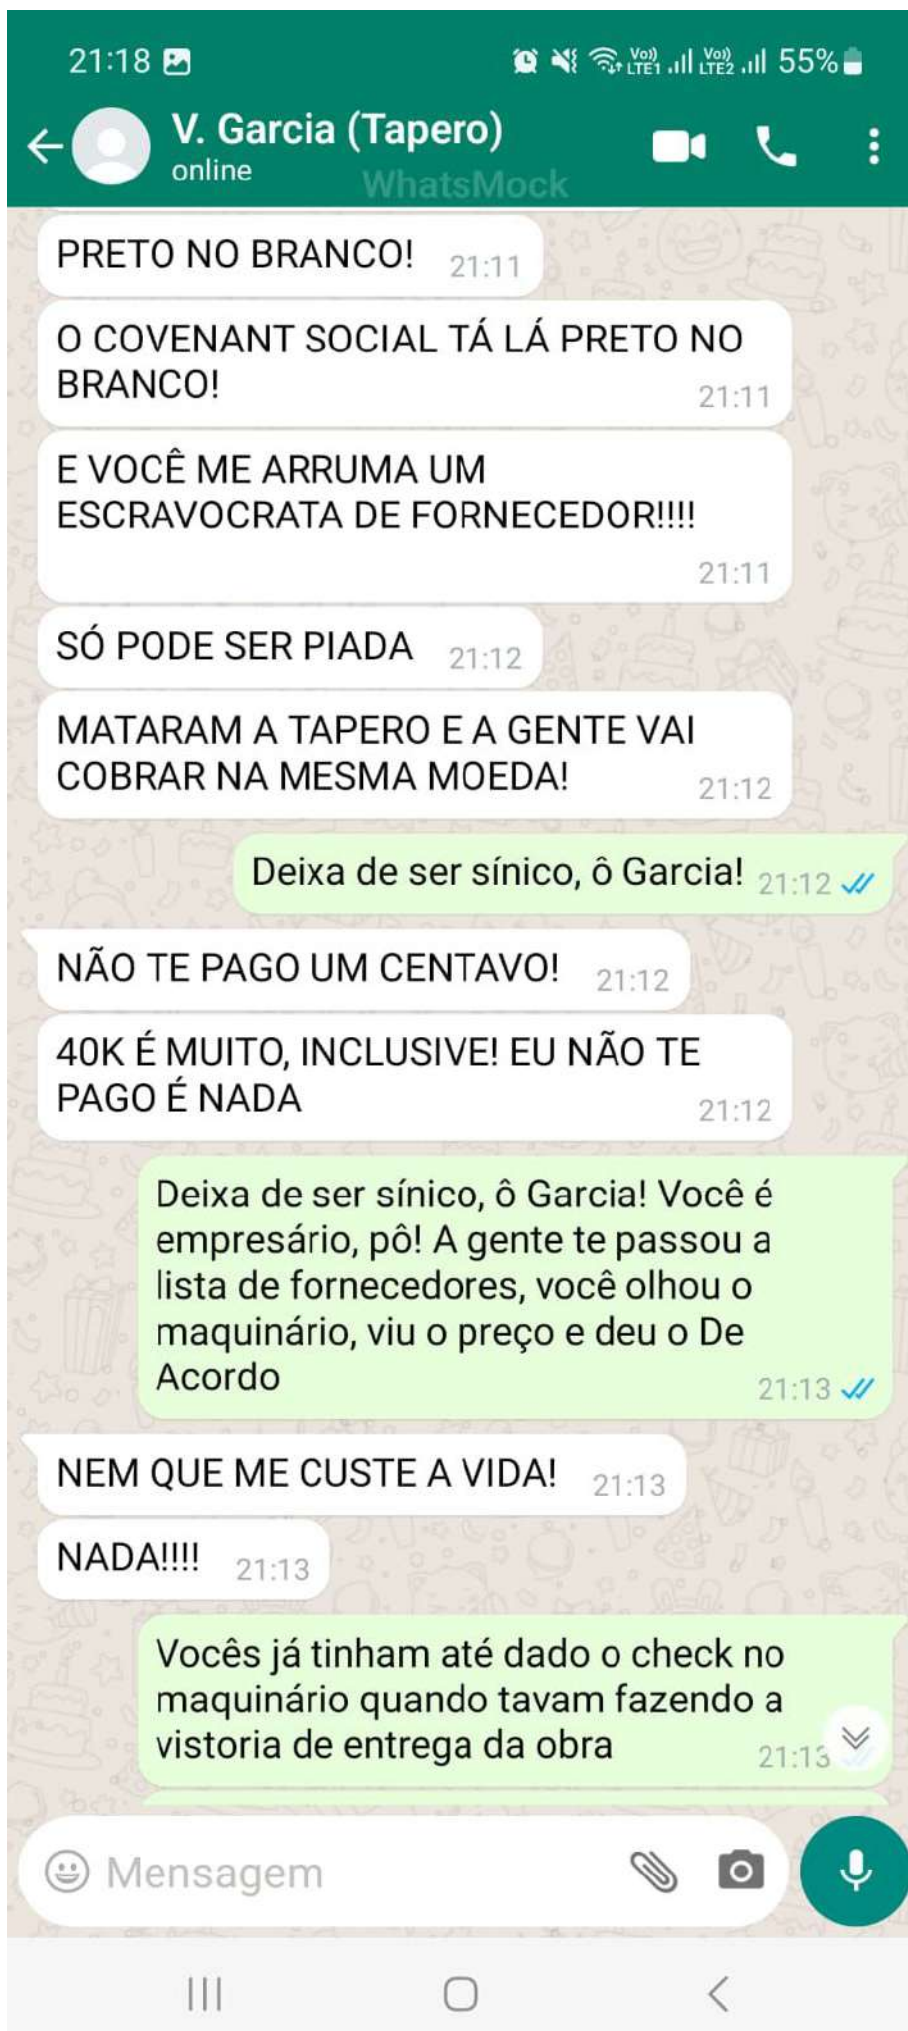 21:18
Vo)) LTE1 Vo)) LTE2 55%
V. Garcia (Tapero)
online
WhatsMock
PRETO NO BRANCO! 21:11
O COVENANT SOCIAL TÁ LÁ PRETO NO
BRANCO! 21:11
E VOCÊ ME ARRUMA UM
ESCRAVOCRATA DE FORNECEDOR!!!!
21:11
SÓ PODE SER PIADA 21:12
MATARAM A TAPERO E A GENTE VAI
COBRAR NA MESMA MOEDA! 21:12
Deixa de ser sínico, ô Garcia! 21:12
NÃO TE PAGO UM CENTAVO! 21:12
40K É MUITO, INCLUSIVE! EU NÃO TE
PAGO É NADA 21:12
Deixa de ser sínico, ô Garcia! Você é
empresário, pô! A gente te passou a
lista de fornecedores, você olhou o
maquinário, viu o preço e deu o De
Acordo 21:13
NEM QUE ME CUSTE A VIDA! 21:13
NADA!!!! 21:13
Vocês já tinham até dado o check no
maquinário quando tavam fazendo a
vistoria de entrega da obra 21:13
Mensagem